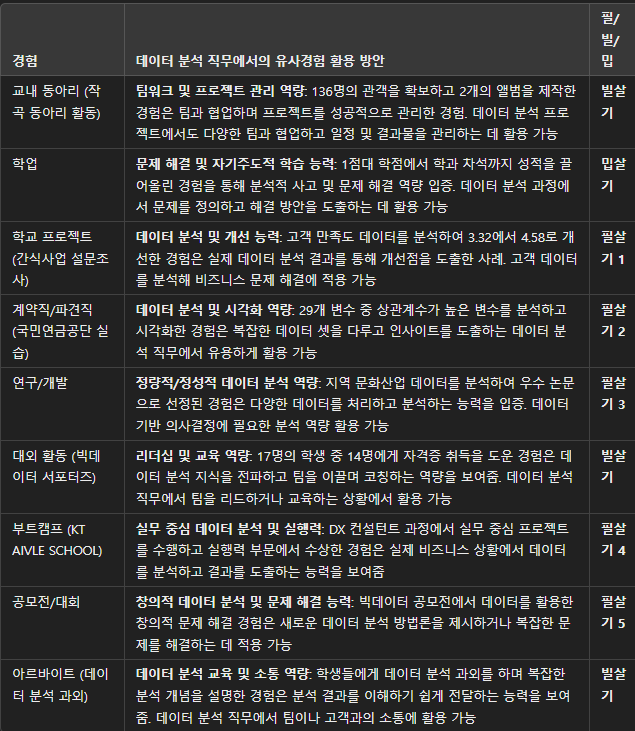 필/
빌/
밉
경험 데이터 분석 직무에서의 유사경험 활용 방안
교내 동아리 (작 팀워크 및 프로젝트 관리 역량: 136명의 관객을 확보하고 2개의 앨범을 제작한 빌살
곡 동아리 활동) 경험은 팀과 협업하며 프로젝트를 성공적으로 관리한 경험. 데이터 분석 프로 기
젝트에서도 다양한 팀과 협업하고 일정 및 결과물을 관리하는 데 활용 가능
학업 문제 해결 및 자기주도적 학습 능력: 1점대 학점에서 학과 차석까지 성적을 끌 밉살
어올린 경험을 통해 분석적 사고 및 문제 해결 역량 입증. 데이터 분석 과정에 기
서 문제를 정의하고 해결 방안을 도출하는 데 활용 가능
학교 프로젝트 데이터 분석 및 개선 능력: 고객 만족도 데이터를 분석하여 3.32에서 4.58로 개 필살
(간식사업 설문조 선한 경험은 실제 데이터 분석 결과를 통해 개선점을 도출한 사례. 고객 데이터 기 1
사) 를 분석해 비즈니스 문제 해결에 적용 가능
계약직/파견직 데이터 분석 및 시각화 역량: 29개 변수 중 상관계수가 높은 변수를 분석하고 필살
(국민연금공단 실 시각화한 경험은 복잡한 데이터 셋을 다루고 인사이트를 도출하는 데이터 분 기 2
습) 석 직무에서 유용하게 활용 가능
연구/개발 정량적/정성적 데이터 분석 역량: 지역 문화산업 데이터를 분석하여 우수 논문 필살
으로 선정된 경험은 다양한 데이터를 처리하고 분석하는 능력을 입증. 데이터 기 3
기반 의사결정에 필요한 분석 역량 활용 가능
대외 활동 (빅데 리더십 및 교육 역량: 17명의 학생 중 14명에게 자격증 취득을 도운 경험은 데 빌살
이터 서포터즈) 이터 분석 지식을 전파하고 팀을 이끌며 코칭하는 역량을 보여줌. 데이터 분석 기
직무에서 팀을 리드하거나 교육하는 상황에서 활용 가능
부트캠프 (KT 실무 중심 데이터 분석 및 실행력: DX 컨설턴트 과정에서 실무 중심 프로젝트 필살
AIVLE SCHOOL) 를 수행하고 실행력 부문에서 수상한 경험은 실제 비즈니스 상황에서 데이터 기 4
를 분석하고 결과를 도출하는 능력을 보여줌
공모전/대회 창의적 데이터 분석 및 문제 해결 능력: 빅데이터 공모전에서 데이터를 활용한 필살
창의적 문제 해결 경험은 새로운 데이터 분석 방법론을 제시하거나 복잡한 문 기 5
제를 해결하는 데 적용 가능
아르바이트 (데이 데이터 분석 교육 및 소통 역량: 학생들에게 데이터 분석 과외를 하며 복잡한 빌살
터 분석 과외) 분석 개념을 설명한 경험은 분석 결과를 이해하기 쉽게 전달하는 능력을 보여 기
줌. 데이터 분석 직무에서 팀이나 고객과의 소통에 활용 가능